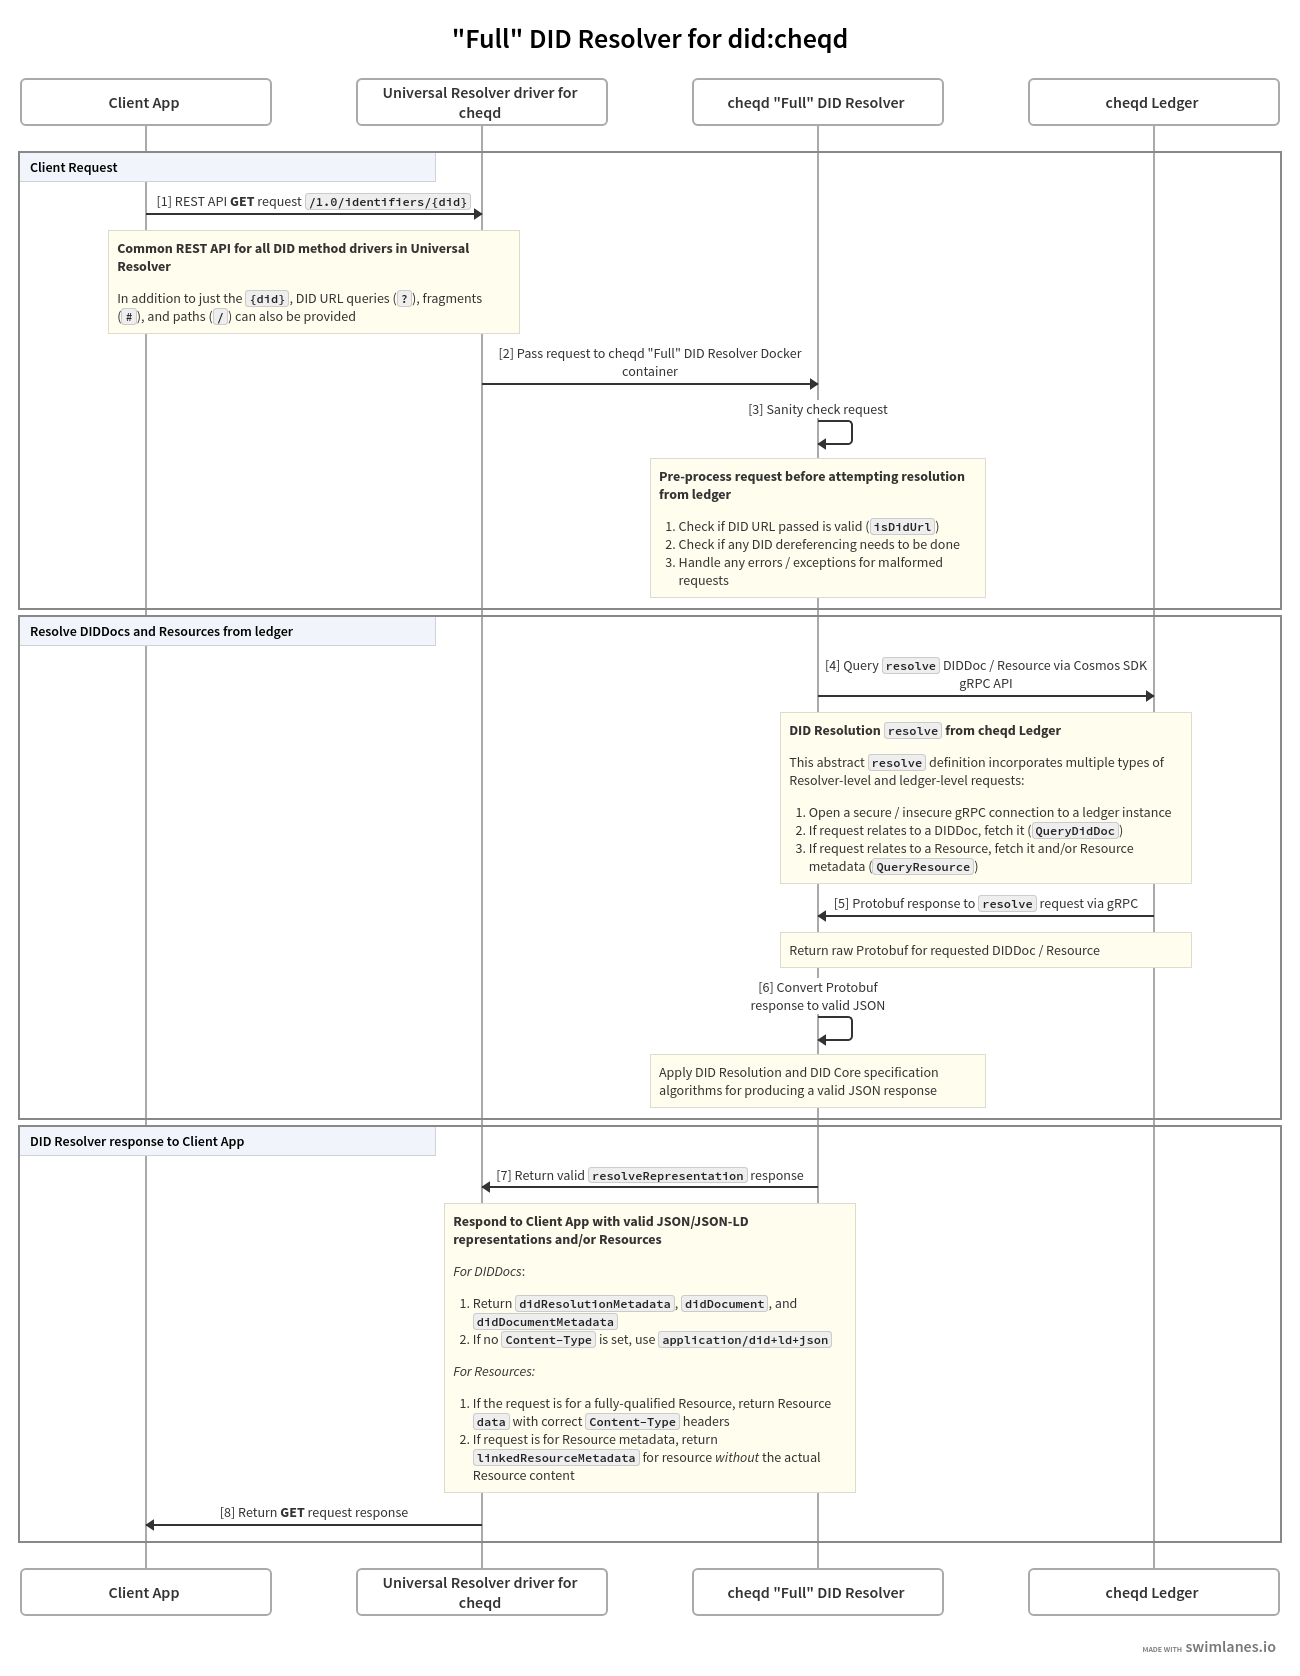 "Full" DID Resolver for did:cheqd
Client App
Universal Resolver driver for
cheqd
cheqd "Full" DID Resolver
cheqd Ledger
Client Request
[1] REST API GET request /1.0/identifiers/{did}
Common REST API for all DID method drivers in Universal
Resolver
In addition to just the {did}, DID URL queries (?), fragments
(#), and paths (/) can also be provided
[2] Pass request to cheqd "Full" DID Resolver Docker
container
[3] Sanity check request
Pre-process request before attempting resolution
from ledger
1. Check if DID URL passed is valid (isDidUrl)
2. Check if any DID dereferencing needs to be done
3. Handle any errors / exceptions for malformed
requests
Resolve DIDDocs and Resources from ledger
[4] Query resolve DIDDoc / Resource via Cosmos SDK
gRPC API
DID Resolution resolve from cheqd Ledger
This abstract resolve definition incorporates multiple types of
Resolver-level and ledger-level requests:
1. Open a secure / insecure gRPC connection to a ledger instance
2. If request relates to a DIDDoc, fetch it (QueryDidDoc)
3. If request relates to a Resource, fetch it and/or Resource
metadata (QueryResource)
[5] Protobuf response to resolve request via gRPC
Return raw Protobuf for requested DIDDoc / Resource
[6] Convert Protobuf
response to valid JSON
Apply DID Resolution and DID Core specification
algorithms for producing a valid JSON response
DID Resolver response to Client App
[7] Return valid resolveRepresentation response
Respond to Client App with valid JSON/JSON-LD
representations and/or Resources
For DIDDocs:
1. Return didResolutionMetadata, didDocument, and
didDocumentMetadata
2. If no Content-Type is set, use application/did+ld+json
For Resources:
1. If the request is for a fully-qualified Resource, return Resource
data with correct Content-Type headers
2. If request is for Resource metadata, return
linkedResourceMetadata for resource without the actual
Resource content
[8] Return GET request response
Client App
Universal Resolver driver for
cheqd
cheqd "Full" DID Resolver
cheqd Ledger
MADE WITH swimlanes.io